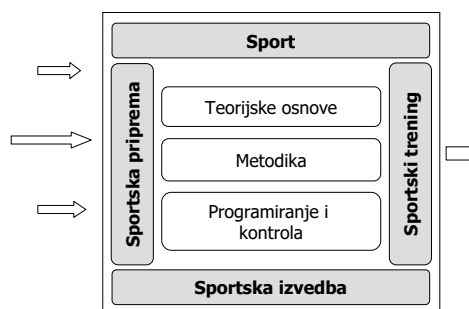 Sport
Sportska priprema
Teorijske osnove
Metodika
Programiranje i
kontrola
Sportski trening
Sportska izvedba